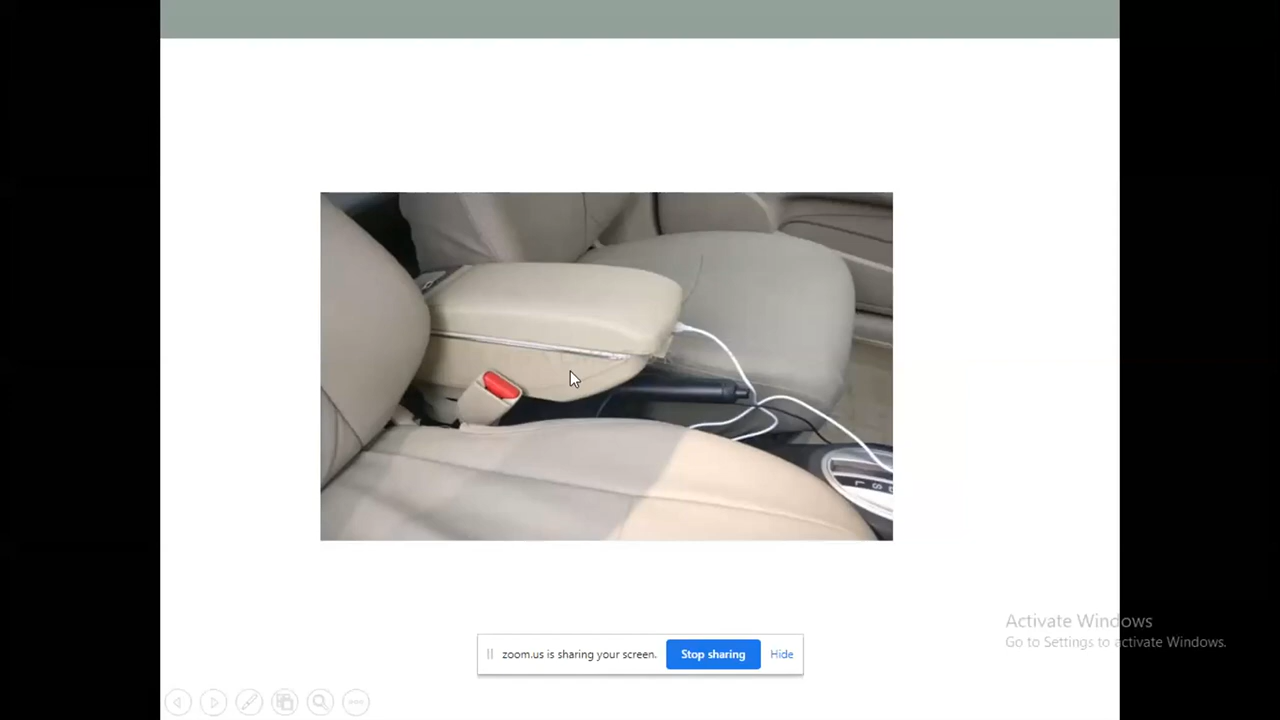 L
S
D
zoom.us is sharing your screen.
Stop sharing
Hide
Activate Windows
Go to Settings to activate Windows.